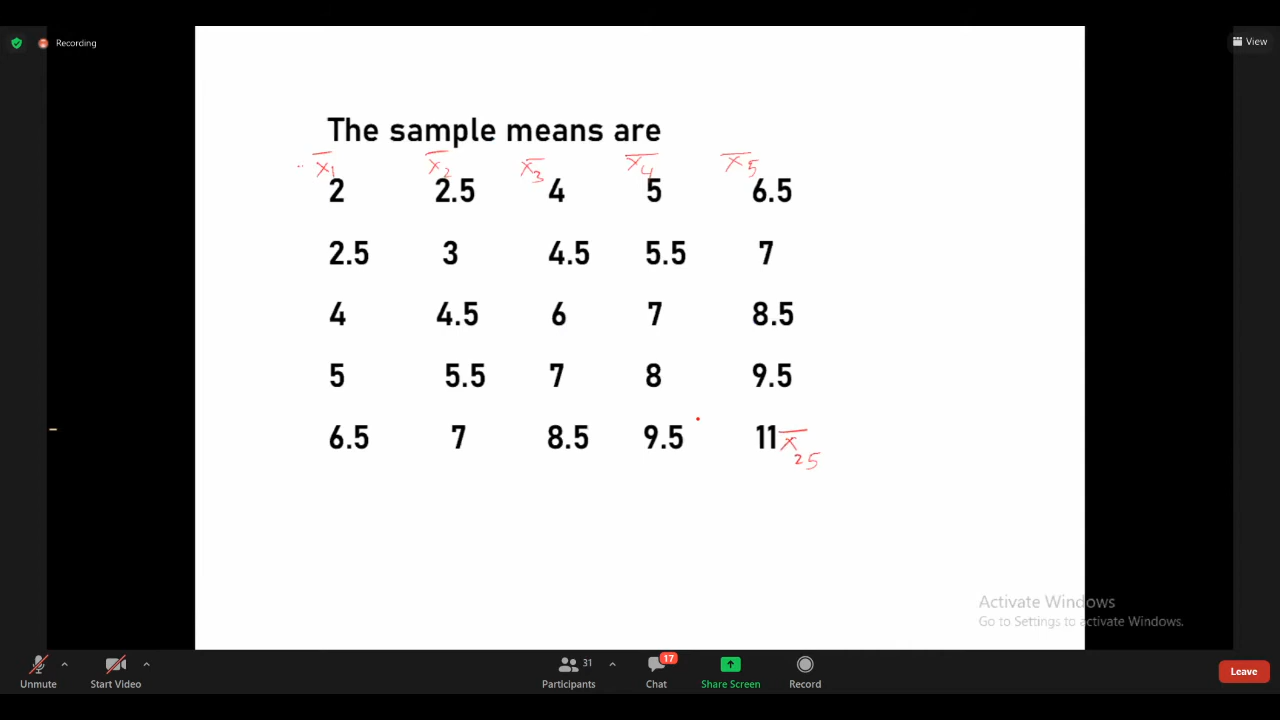 Recording
View
The sample means are
x̄1 x̄2 x̄3 x̄4 x̄5
2 2.5 4 5 6.5
2.5 3 4.5 5.5 7
4 4.5 6 7 8.5
5 5.5 7 8 9.5
6.5 7 8.5 9.5 11 x̄25
Activate Windows
Go to Settings to activate Windows.
31 17
Unmute Start Video Participants Chat Share Screen Record Leave